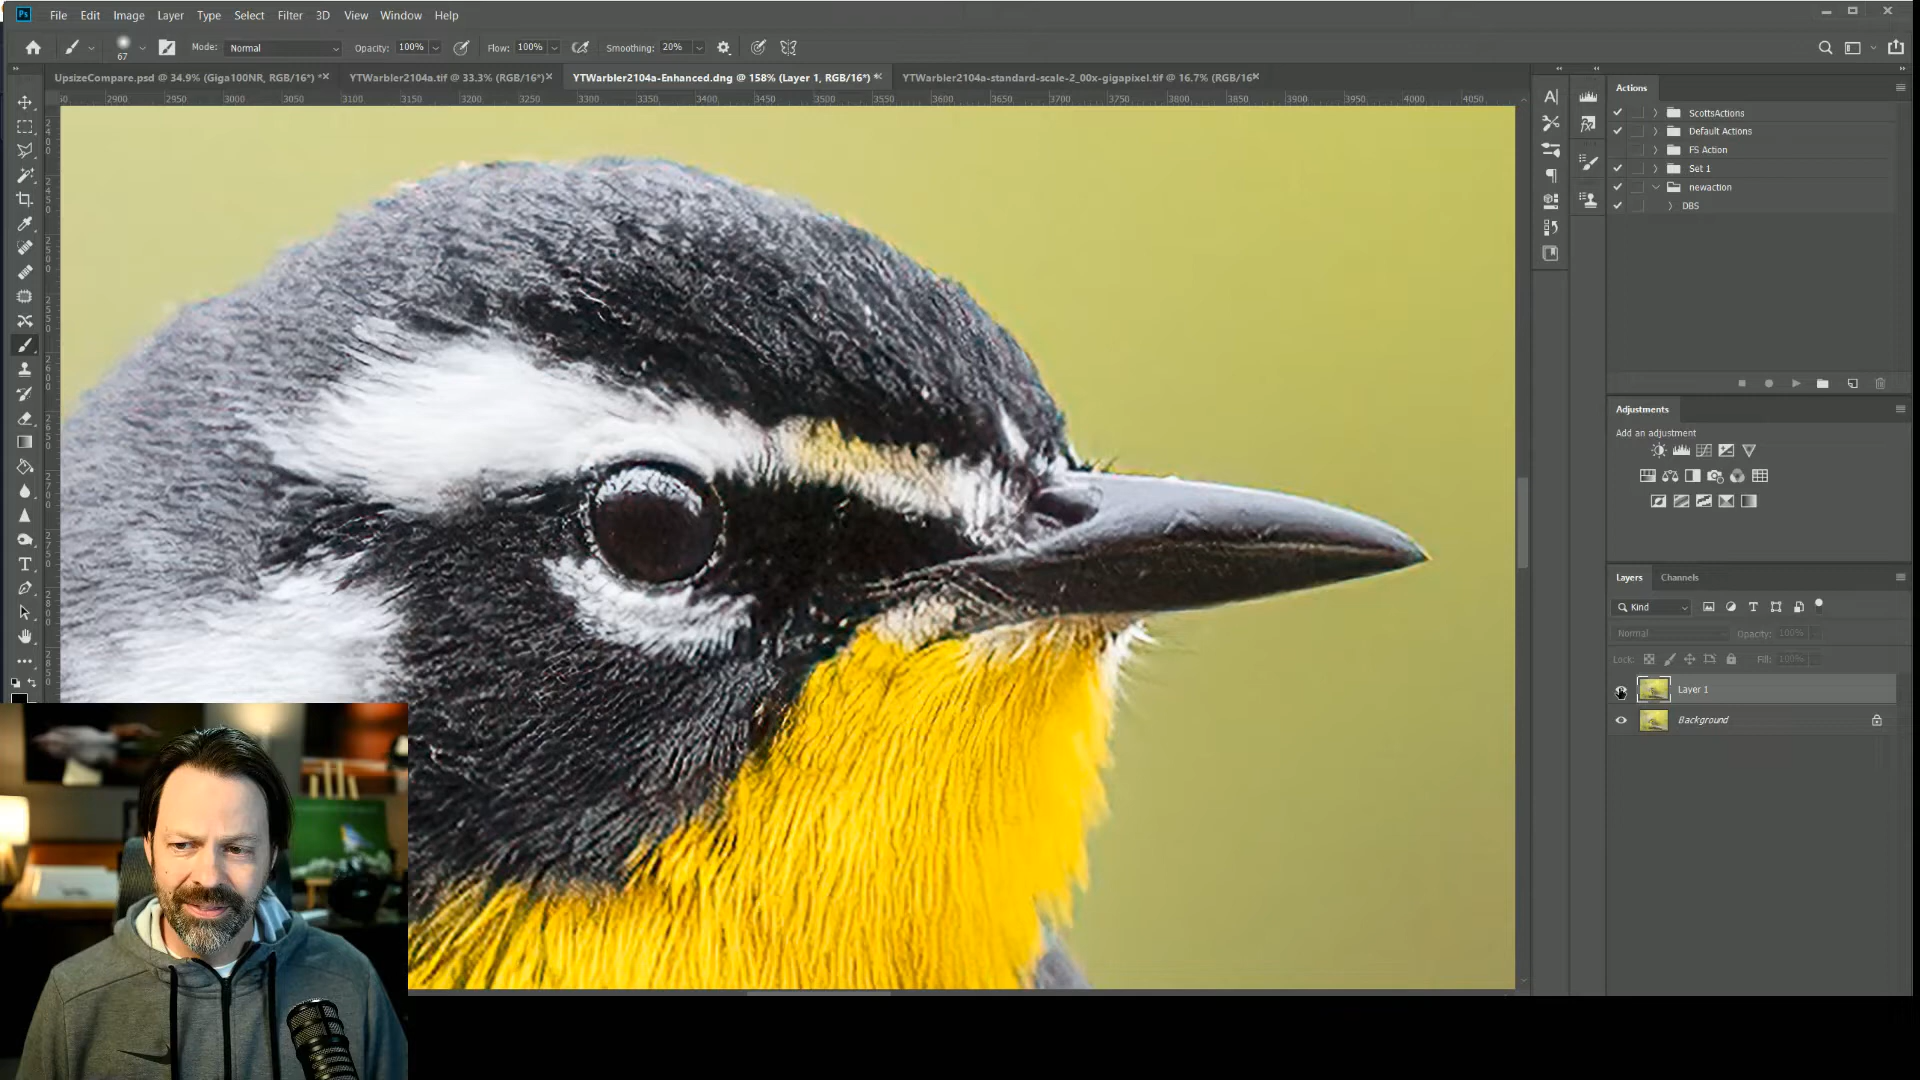 Ps File Edit Image Layer Type Select Filter 3D View Window Help
67 Mode: Normal Opacity: 100% Flow: 100% Smoothing: 20%
UpsizeCompare.psd @ 34.9% (Giga100NR, RGB/16*) * YTWarbler2104a.tif @ 33.3% (RGB/16*) YTWarbler2104a-Enhanced.dng @ 158% (Layer 1, RGB/16*) * YTWarbler2104a-standard-scale-2_00x-gigapixel.tif @ 16.7% (RGB/16*
2900 2950 3000 3050 3100 3150 3200 3250 3300 3350 3400 3450 3500 3550 3600 3650 3700 3750 3800 3850 3900 3950 4000 4050
Actions
ScottsActions
Default Actions
FS Action
Set 1
newaction
DBS
Adjustments
Add an adjustment
Layers Channels
Kind
Normal Opacity: 100%
Lock: Fill: 100%
Layer 1
Background